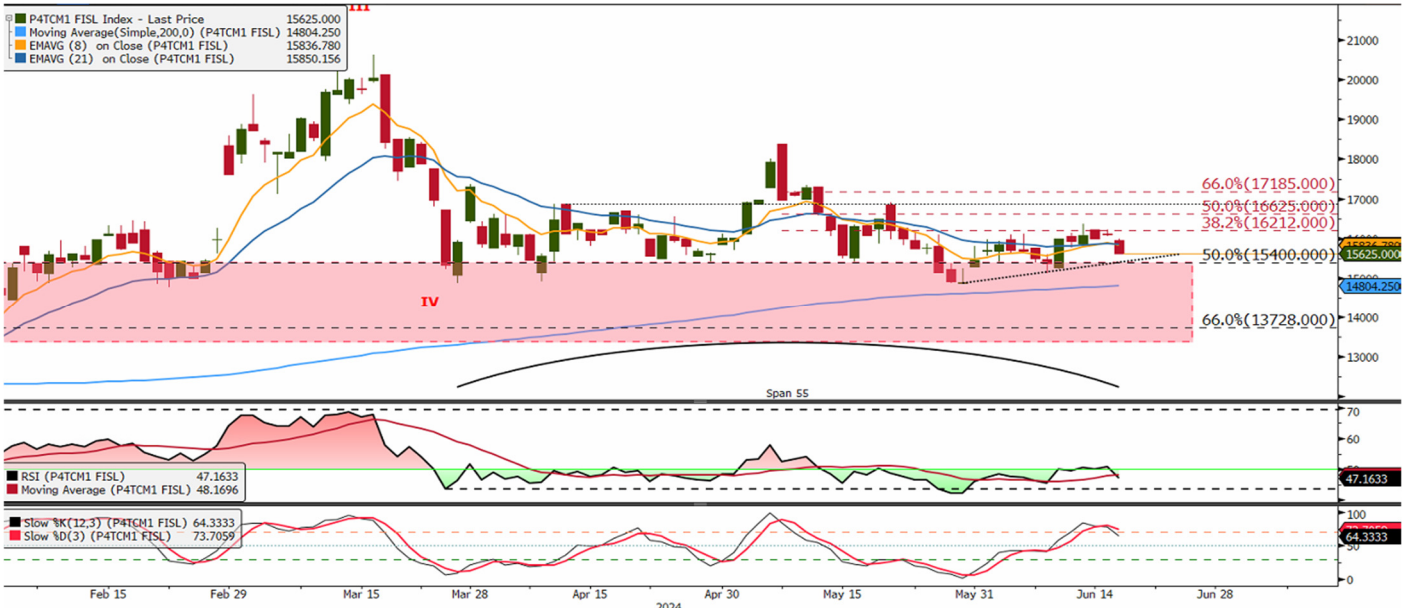 III
P4TCM1 FISL Index - Last Price 15625.000
Moving Average(Simple,200,0) (P4TCM1 FISL) 14804.250
EMAVG (8) on Close (P4TCM1 FISL) 15836.780
EMAVG (21) on Close (P4TCM1 FISL) 15850.156
21000
20000
19000
18000
66.0%(17185.000)
17000
50.0%(16625.000)
38.2%(16212.000)
16000
15836.780
15625.000
50.0%(15400.000)
15000
14804.250
IV
14000
66.0%(13728.000)
13000
Span 55
70
60
50
RSI (P4TCM1 FISL) 47.1633
47.1633
Moving Average (P4TCM1 FISL) 48.1696
100
Slow %K(12,3) (P4TCM1 FISL) 64.3333
73.7059
Slow %D(3) (P4TCM1 FISL) 73.7059
64.3333
50
0
Feb 15 Feb 29 Mar 15 Mar 28 Apr 15 Apr 30 May 15 May 31 Jun 14 Jun 28
2024